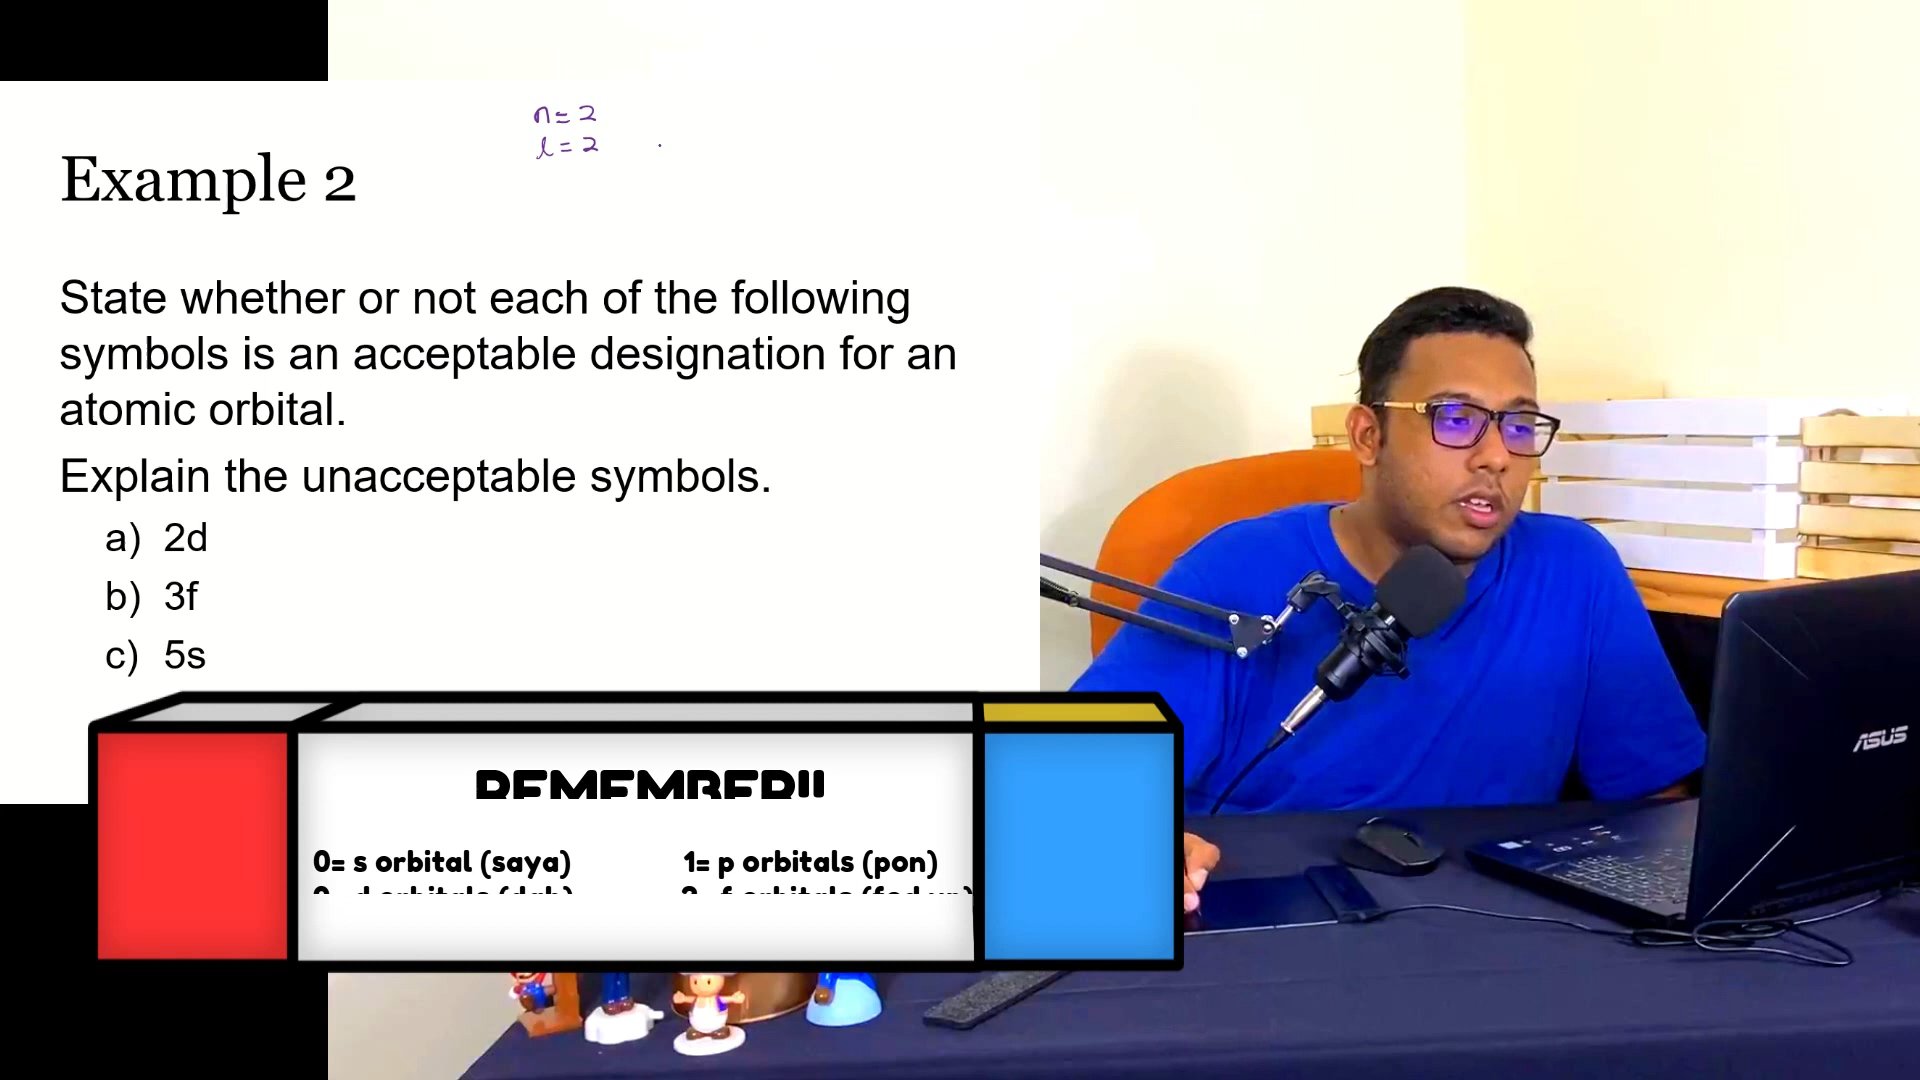 n = 2
l = 2
Example 2
State whether or not each of the following
symbols is an acceptable designation for an
atomic orbital.
Explain the unacceptable symbols.
a) 2d
b) 3f
c) 5s
REMEMBER!!
0= s orbital (saya) 1= p orbitals (pon)
ASUS